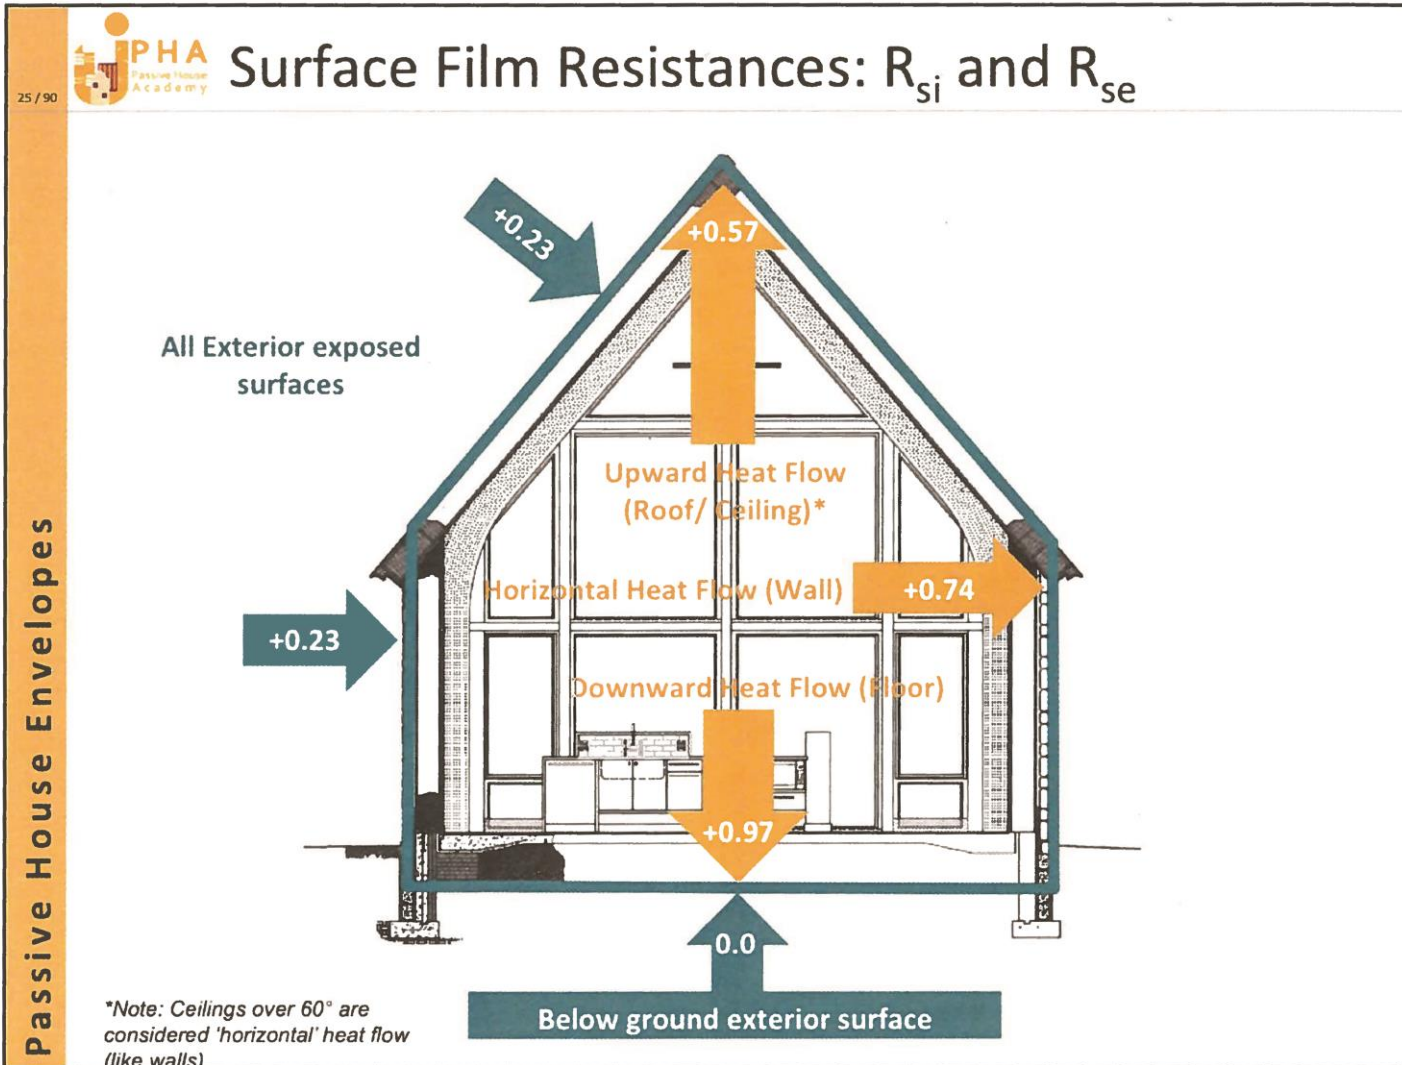 25 / 90
PHA
Passive House
Academy
Surface Film Resistances: Rsi and Rse
+0.23
+0.57
All Exterior exposed
surfaces
Upward Heat Flow
(Roof/ Ceiling)*
Horizontal Heat Flow (Wall)
+0.74
+0.23
Downward Heat Flow (Floor)
+0.97
0.0
Below ground exterior surface
*Note: Ceilings over 60° are
considered 'horizontal' heat flow
(like walls)
Passive House Envelopes